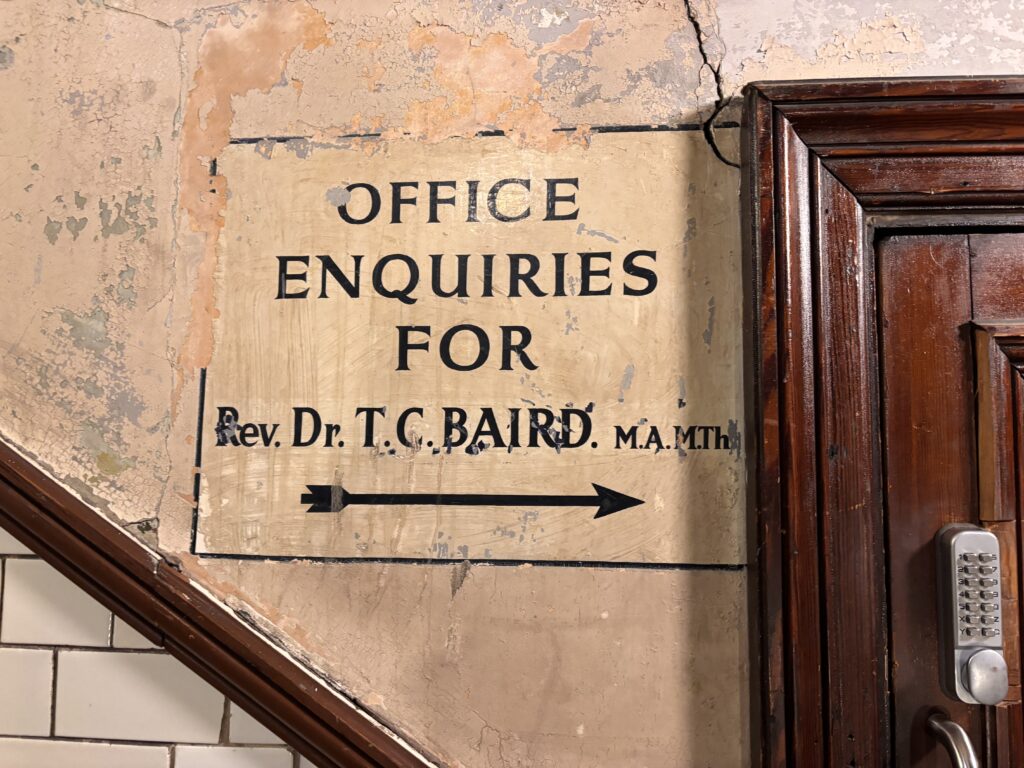 OFFICE
ENQUIRIES
FOR
Rev. Dr. T. C. BAIRD. M.A. M.Th